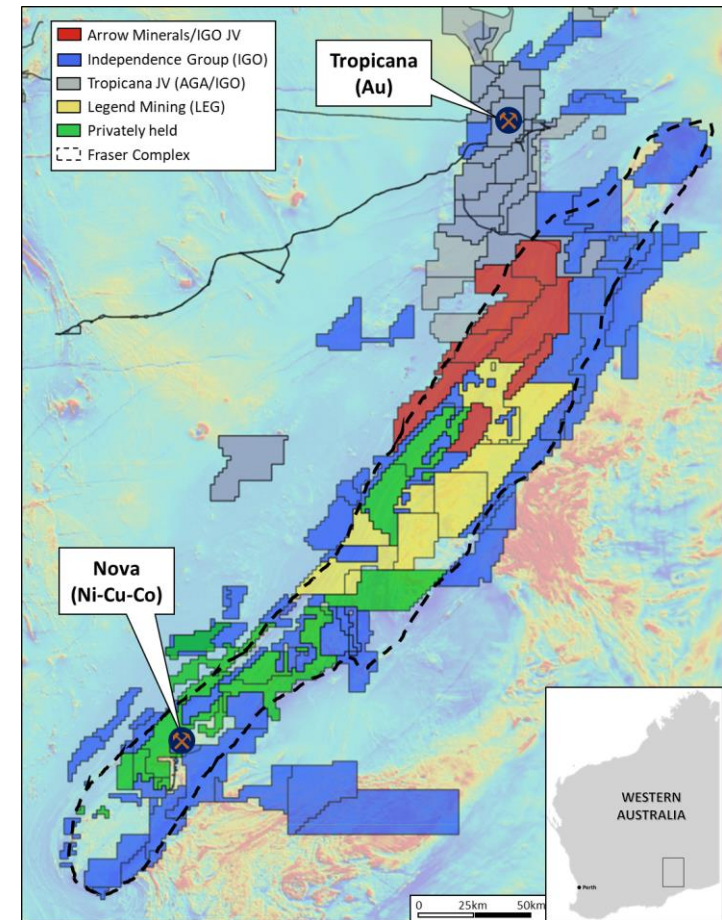 Arrow Minerals/IGO JV
Independence Group (IGO)
Tropicana JV (AGA/IGO)
Legend Mining (LEG)
Privately held
Fraser Complex
Tropicana
(Au)
Nova
(Ni-Cu-Co)
WESTERN
AUSTRALIA
Perth
0 25km 50km